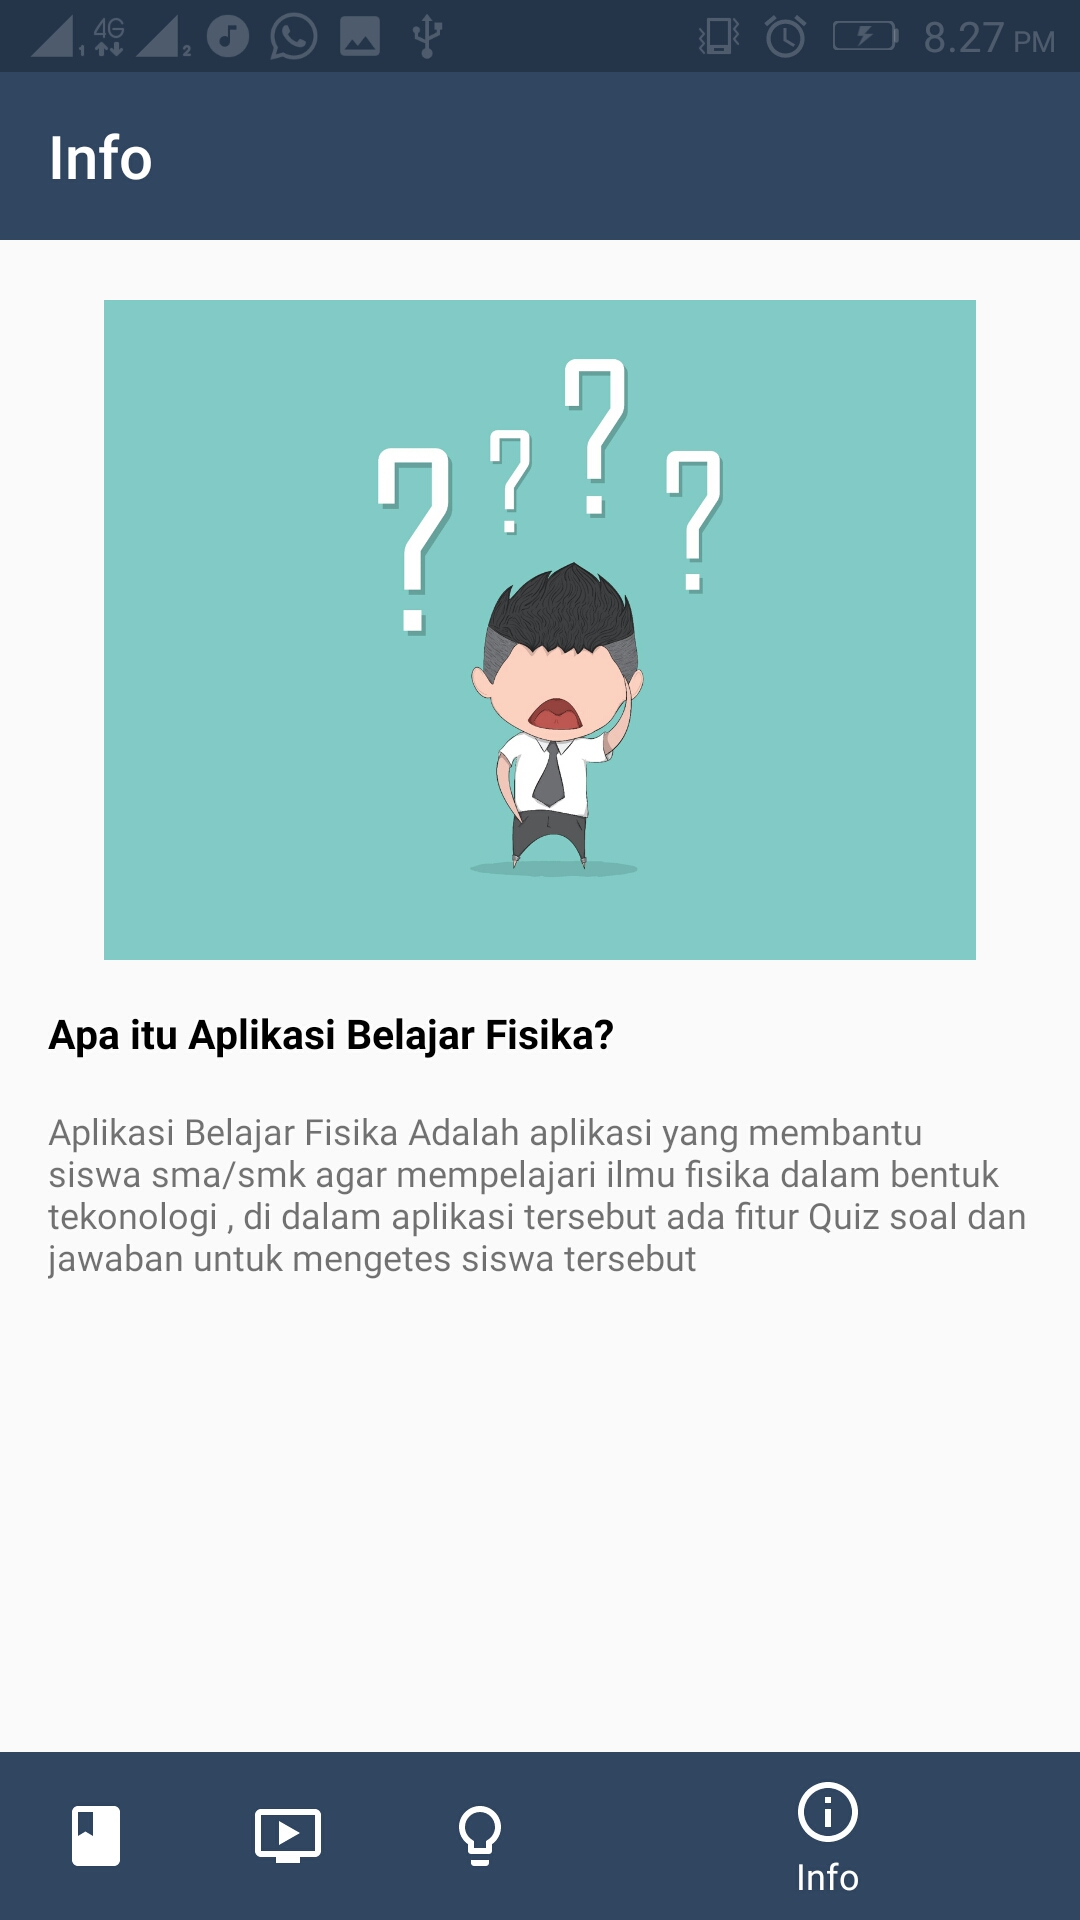 1 4G 2 8.27 PM
Info
? ? ? ?
Apa itu Aplikasi Belajar Fisika?
Aplikasi Belajar Fisika Adalah aplikasi yang membantu
siswa sma/smk agar mempelajari ilmu fisika dalam bentuk
tekonologi , di dalam aplikasi tersebut ada fitur Quiz soal dan
jawaban untuk mengetes siswa tersebut
Info